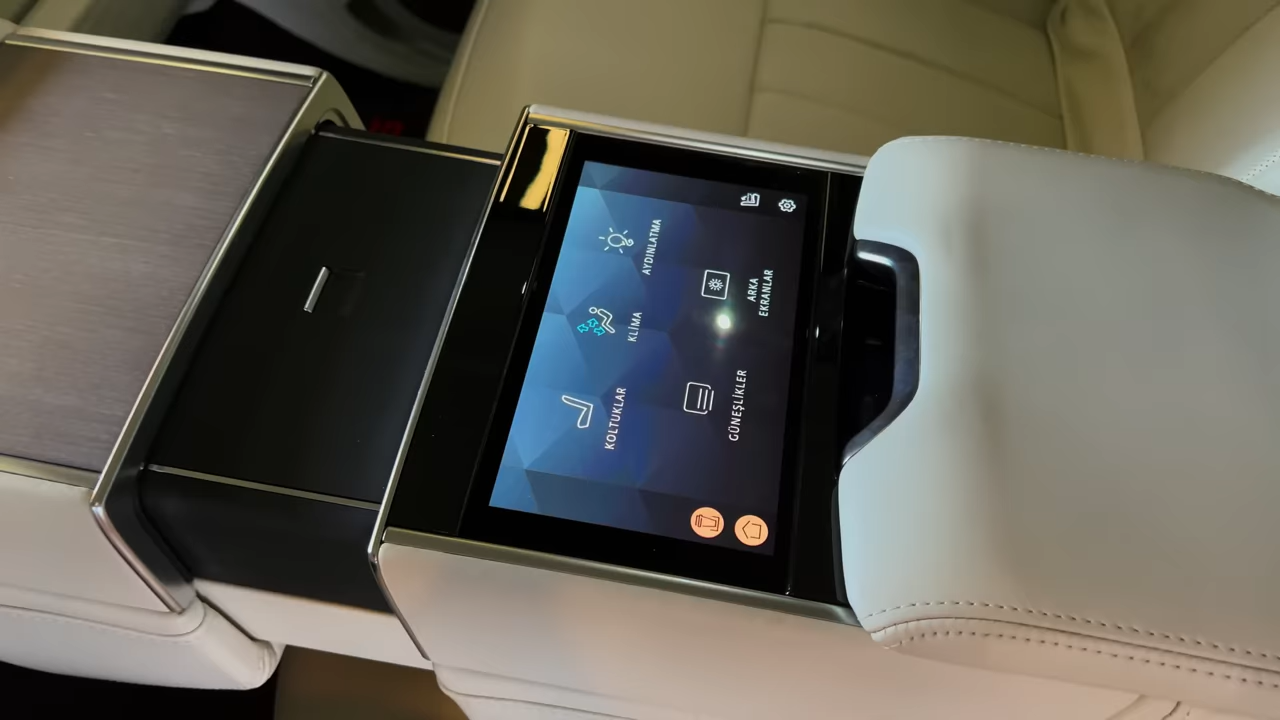 KOLTUKLAR
KLİMA
AYDINLATMA
GÜNEŞLİKLER
ARKA
EKRANLAR